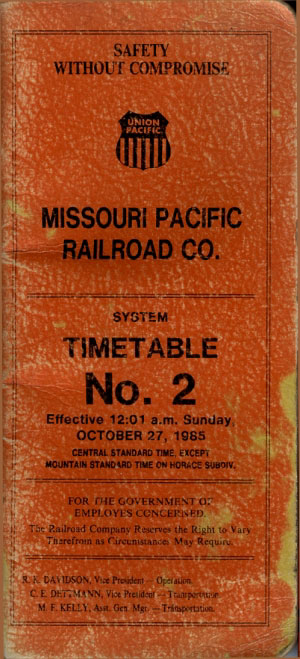 SAFETY
WITHOUT COMPROMISE
UNION
PACIFIC
MISSOURI PACIFIC
RAILROAD CO.
SYSTEM
TIMETABLE
No. 2
Effective 12:01 a.m. Sunday,
OCTOBER 27, 1985
CENTRAL STANDARD TIME, EXCEPT
MOUNTAIN STANDARD TIME ON HORACE SUBDIV.
FOR THE GOVERNMENT OF
EMPLOYES CONCERNED.
The Railroad Company Reserves the Right to Vary
Therefrom as Circumstances May Require.
R. K. DAVIDSON, Vice President — Operation.
C. E. DETTMANN, Vice President — Transportation.
M. F. KELLY, Asst. Gen. Mgr. — Transportation.